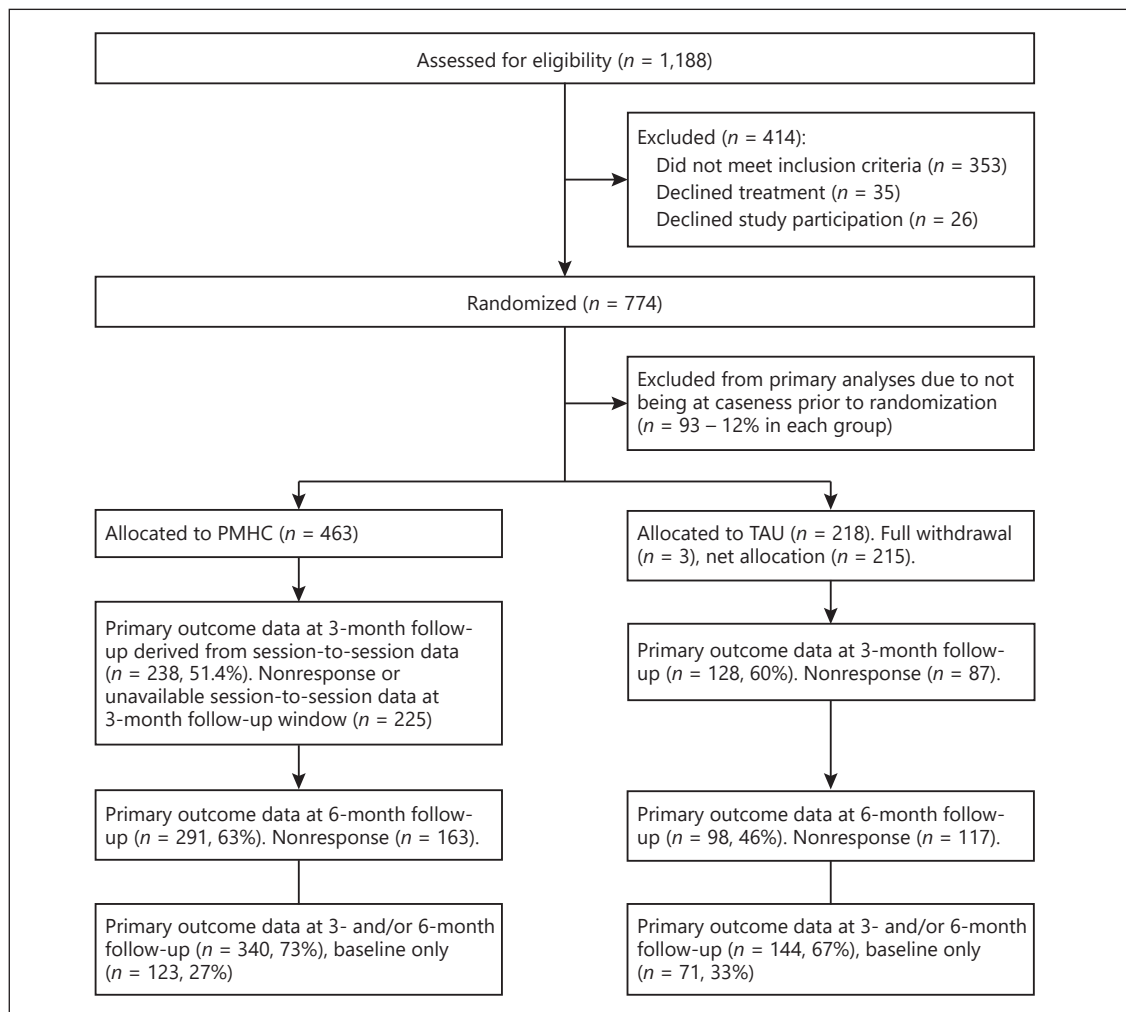 Assessed for eligibility (n = 1,188)
Excluded (n = 414):
Did not meet inclusion criteria (n = 353)
Declined treatment (n = 35)
Declined study participation (n = 26)
Randomized (n = 774)
Excluded from primary analyses due to not
being at caseness prior to randomization
(n = 93 – 12% in each group)
Allocated to PMHC (n = 463)
Allocated to TAU (n = 218). Full withdrawal
(n = 3), net allocation (n = 215).
Primary outcome data at 3-month follow-
up derived from session-to-session data
(n = 238, 51.4%). Nonresponse or
unavailable session-to-session data at
3-month follow-up window (n = 225)
Primary outcome data at 3-month follow-
up (n = 128, 60%). Nonresponse (n = 87).
Primary outcome data at 6-month follow-
up (n = 291, 63%). Nonresponse (n = 163).
Primary outcome data at 6-month follow-
up (n = 98, 46%). Nonresponse (n = 117).
Primary outcome data at 3- and/or 6-month
follow-up (n = 340, 73%), baseline only
(n = 123, 27%)
Primary outcome data at 3- and/or 6-month
follow-up (n = 144, 67%), baseline only
(n = 71, 33%)